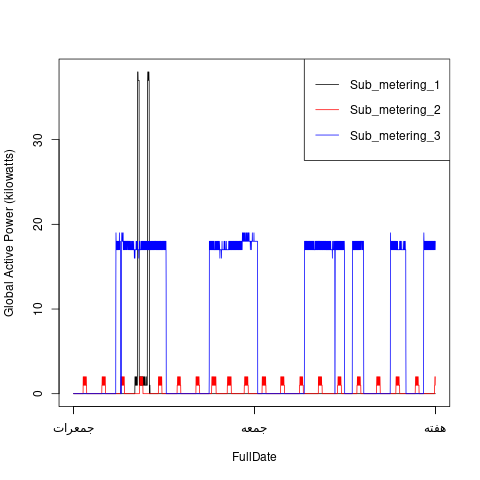 Sub_metering_1
Sub_metering_2
Sub_metering_3
Global Active Power (kilowatts)
30
20
10
0
جمعرات جمعه هفته
FullDate